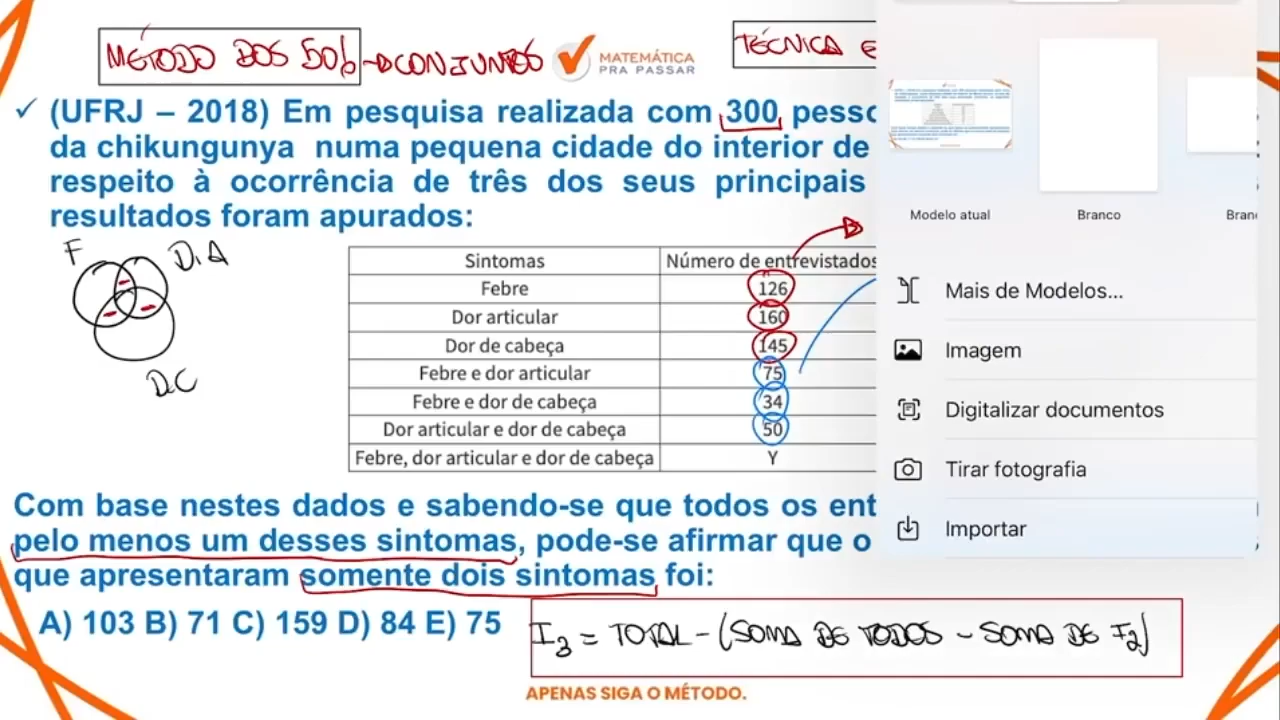 MÉTODO DOS 50% → CONJUNTOS
MATEMÁTICA
PRA PASSAR
TÉCNICA
✓ (UFRJ – 2018) Em pesquisa realizada com 300
da chikungunya numa pequena cidade do interior de
respeito à ocorrência de três dos seus principais
resultados foram apurados:
F
D.A
D.C
Sintomas Número de entrevistados
Febre 126
Dor articular 160
Dor de cabeça 145
Febre e dor articular 75
Febre e dor de cabeça 34
Dor articular e dor de cabeça 50
Febre, dor articular e dor de cabeça Y
Com base nestes dados e sabendo-se que todos os
pelo menos um desses sintomas, pode-se afirmar que o
que apresentaram somente dois sintomas foi:
A) 103 B) 71 C) 159 D) 84 E) 75
I3 = TOTAL - (SOMA DE TODOS - SOMA DE I2)
APENAS SIGA O MÉTODO.
Modelo atual
Branco
Mais de Modelos...
Imagem
Digitalizar documentos
Tirar fotografia
Importar